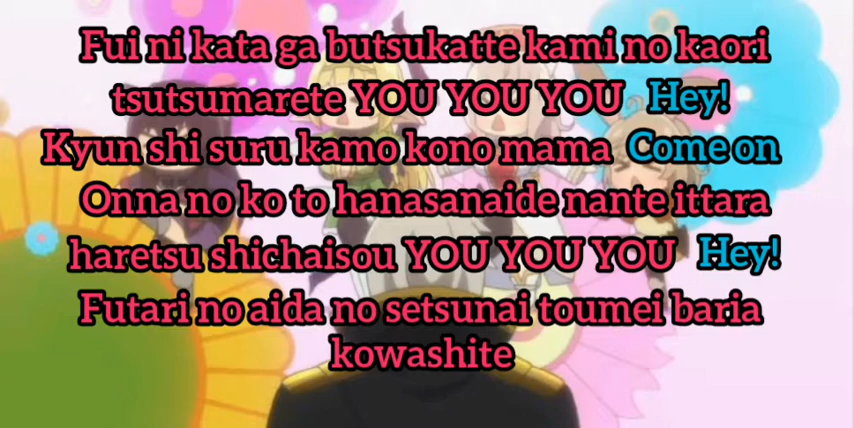 Fui ni kata ga butsukatte kami no kaori
tsutsumarete YOU YOU YOU Hey!
Kyun shi suru kamo kono mama Come on
Onna no ko to hanasanaide nante ittara
haretsu shichaisou YOU YOU YOU Hey!
Futari no aida no setsunai toumei baria
kowashite